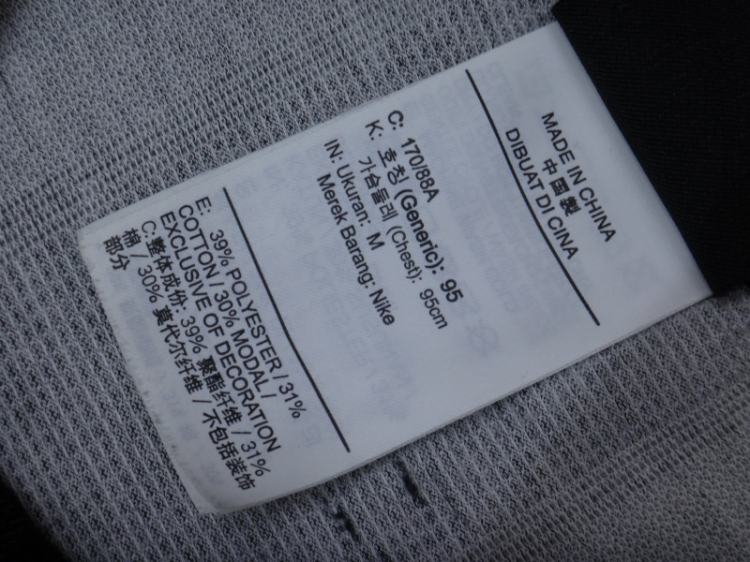 MADE IN CHINA
中国製
DIBUAT DI CINA
C: 170/88A
K: 호칭 (Generic): 95
가슴둘레 (Chest): 95cm
IN: Ukuran: M
Merek Barang: Nike
E: 39% POLYESTER / 31%
COTTON / 30% MODAL /
EXCLUSIVE OF DECORATION
C: 整体成份: 39% 聚酯纤维 / 31%
棉 / 30% 莫代尔纤维 / 不包括装饰
部分